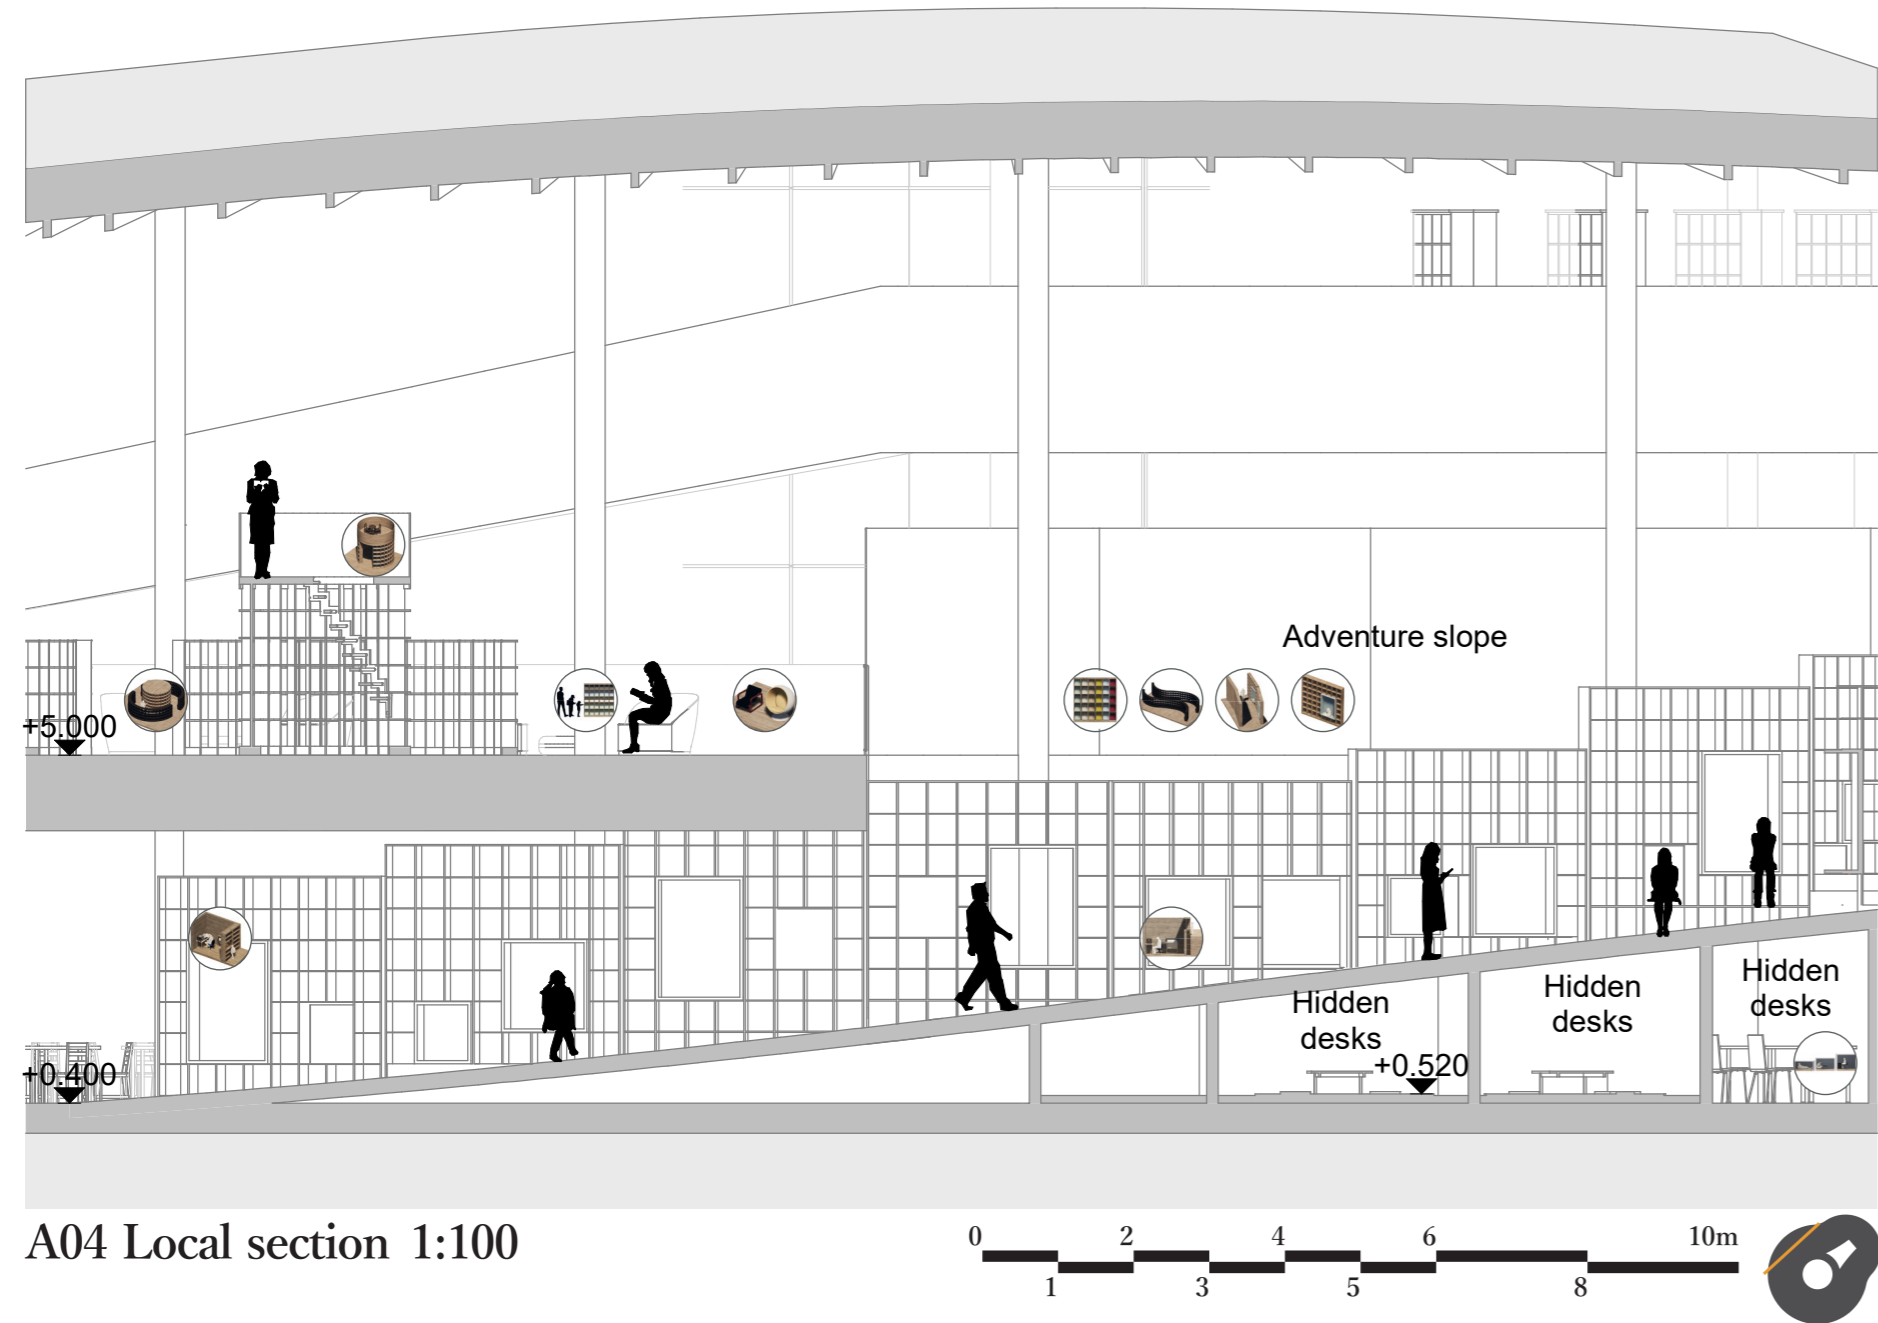 Adventure slope
+5.000
Hidden
desks
Hidden
desks
Hidden
desks
+0.400
+0.520
A04 Local section 1:100
0 2 4 6 10m
1 3 5 8